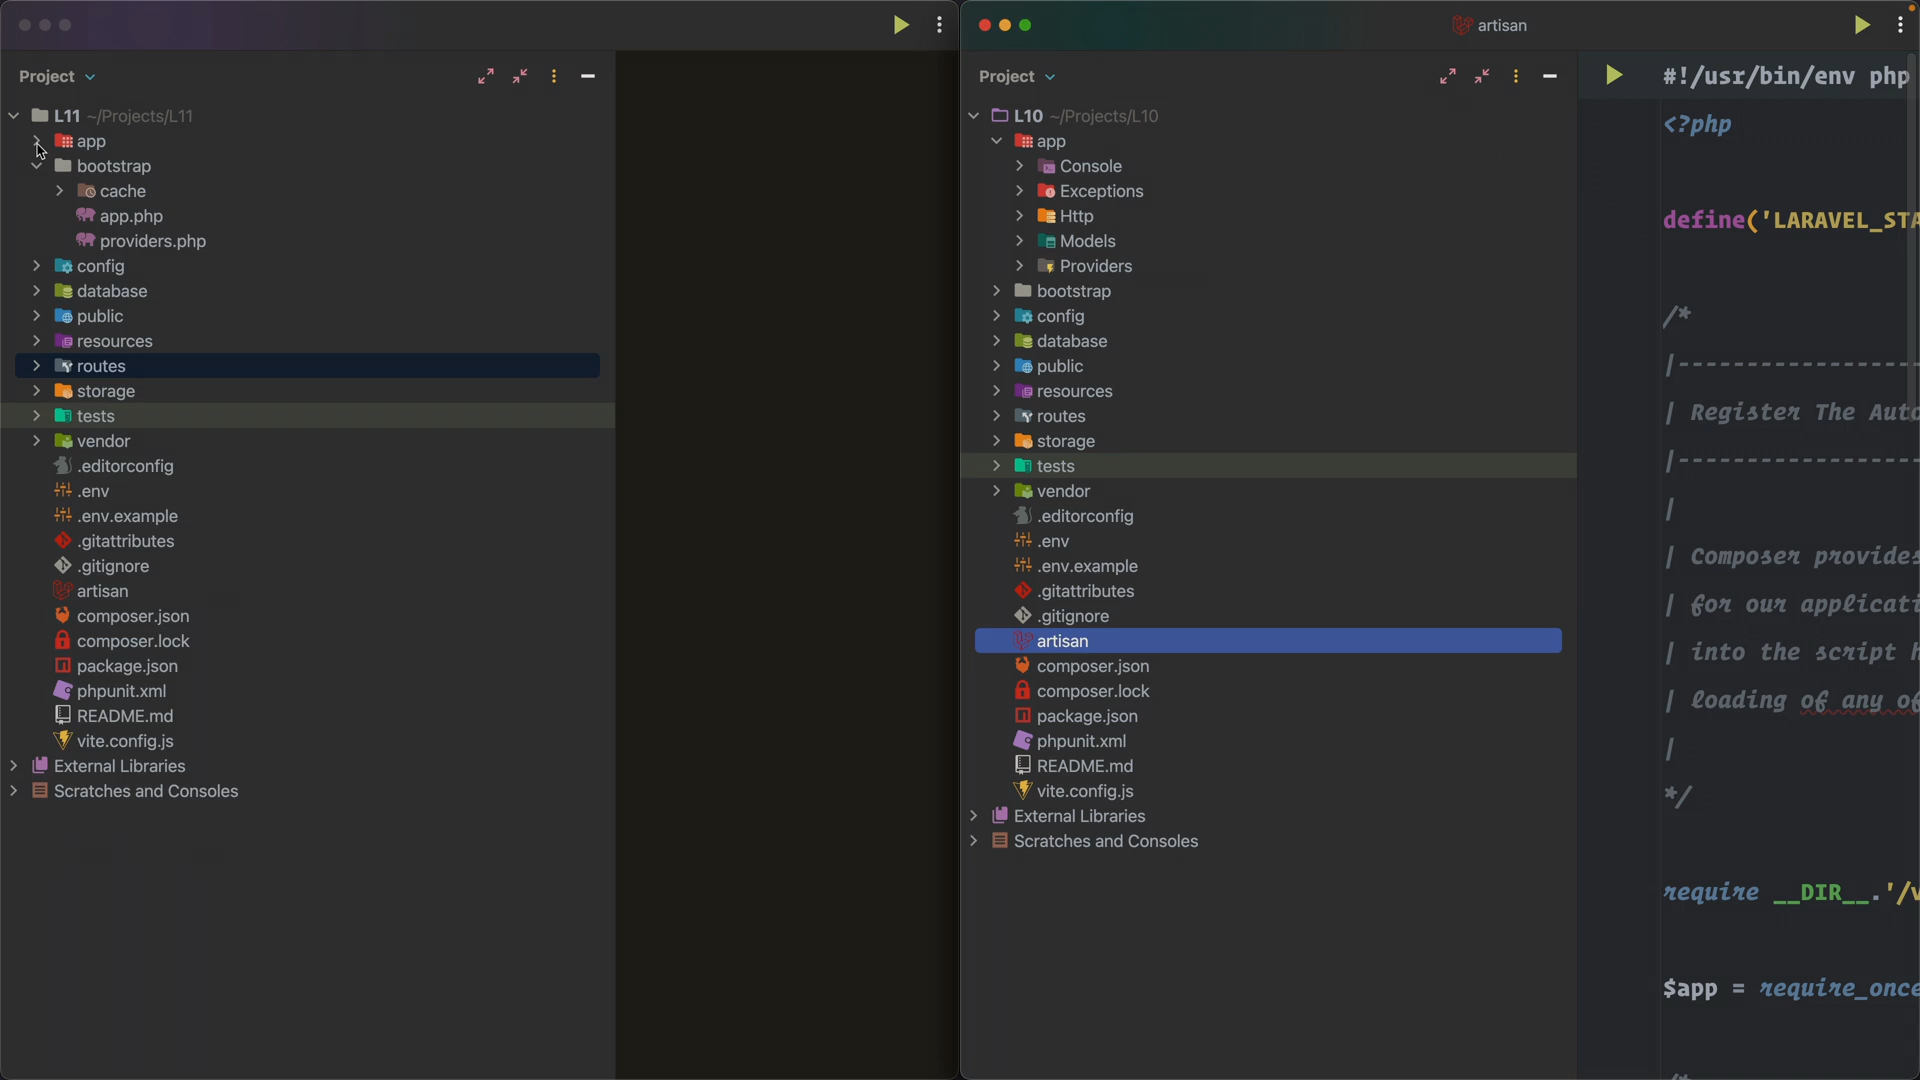 Project
L11 ~/Projects/L11
app
bootstrap
cache
app.php
providers.php
config
database
public
resources
routes
storage
tests
vendor
.editorconfig
.env
.env.example
.gitattributes
.gitignore
artisan
composer.json
composer.lock
package.json
phpunit.xml
README.md
vite.config.js
External Libraries
Scratches and Consoles
artisan
Project
L10 ~/Projects/L10
app
Console
Exceptions
Http
Models
Providers
bootstrap
config
database
public
resources
routes
storage
tests
vendor
.editorconfig
.env
.env.example
.gitattributes
.gitignore
artisan
composer.json
composer.lock
package.json
phpunit.xml
README.md
vite.config.js
External Libraries
Scratches and Consoles
#!/usr/bin/env php
<?php
define('LARAVEL_STA
/*
|------------------
| Register The Auto
|------------------
|
| Composer provides
| for our applicati
| into the script h
| loading of any of
|
*/
require __DIR__.'/v
$app = require_once
/*